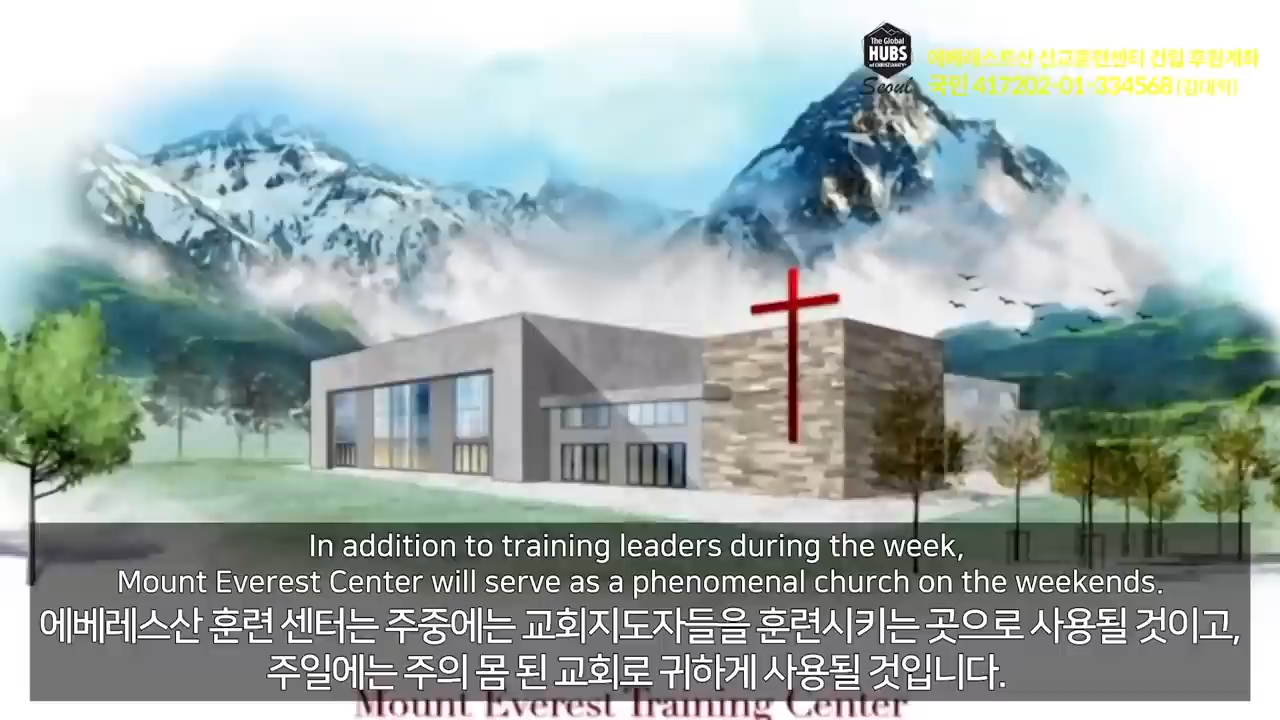 The Global
HUBS
of CHRISTIANITY
Seoul
에베레스트산 선교훈련센터 건립 후원계좌
국민 417202-01-334568 (김대덕)
In addition to training leaders during the week,
Mount Everest Center will serve as a phenomenal church on the weekends.
에베레스산 훈련 센터는 주중에는 교회지도자들을 훈련시키는 곳으로 사용될 것이고,
주일에는 주의 몸 된 교회로 귀하게 사용될 것입니다.
Mount Everest Training Center